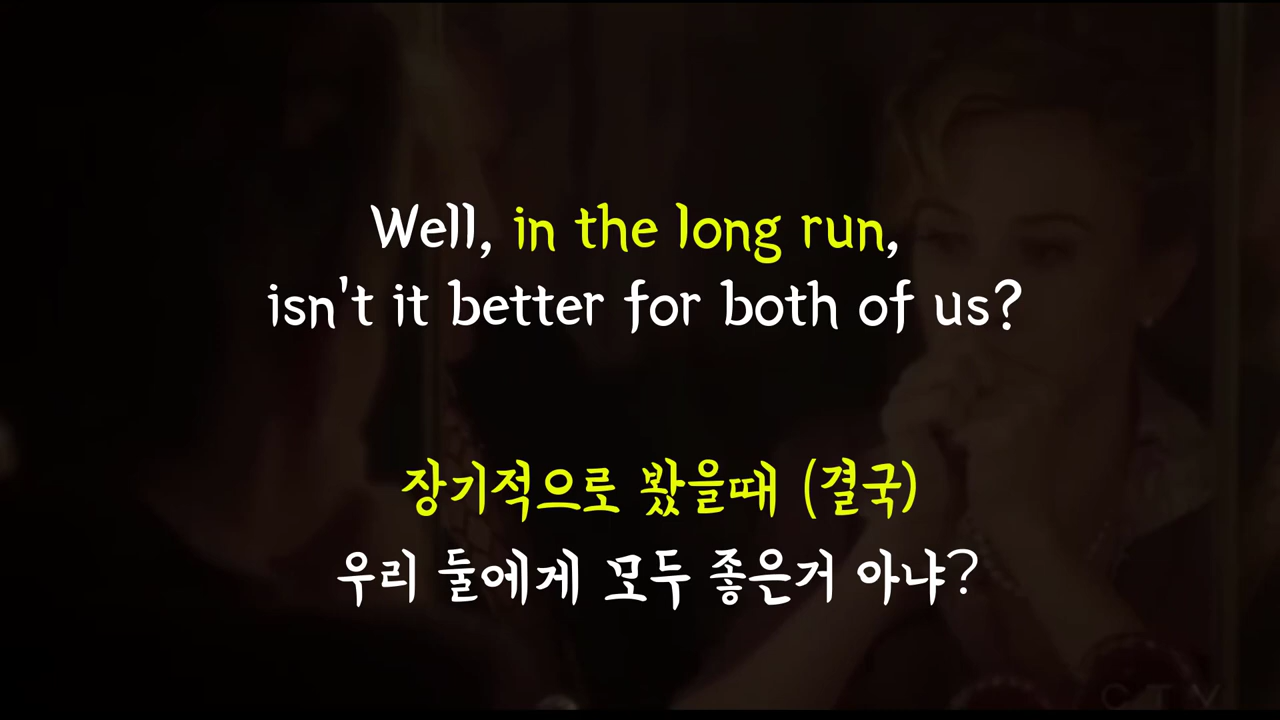 Well, in the long run,
isn't it better for both of us?
장기적으로 봤을때 (결국)
우리 둘에게 모두 좋은거 아냐?
CTV